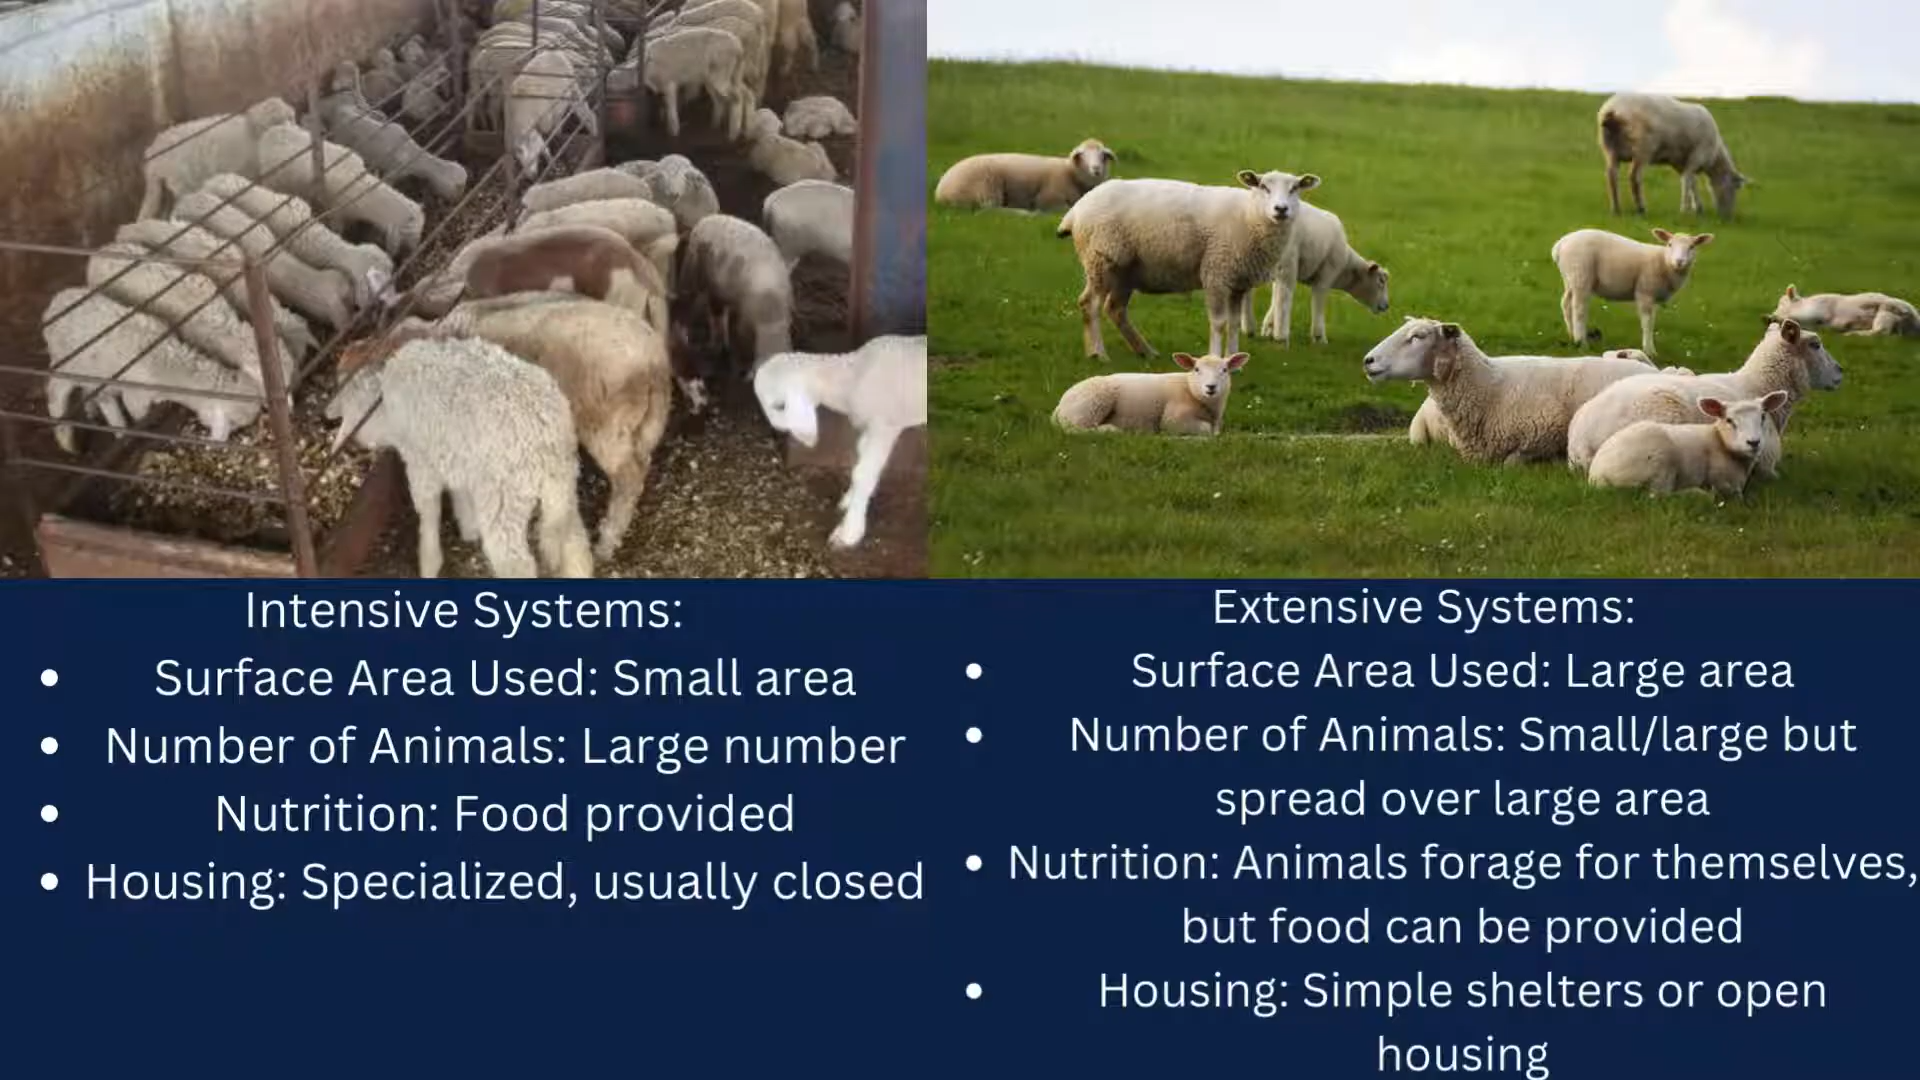 Intensive Systems:
• Surface Area Used: Small area
• Number of Animals: Large number
• Nutrition: Food provided
• Housing: Specialized, usually closed
Extensive Systems:
• Surface Area Used: Large area
• Number of Animals: Small/large but
spread over large area
• Nutrition: Animals forage for themselves,
but food can be provided
• Housing: Simple shelters or open
housing